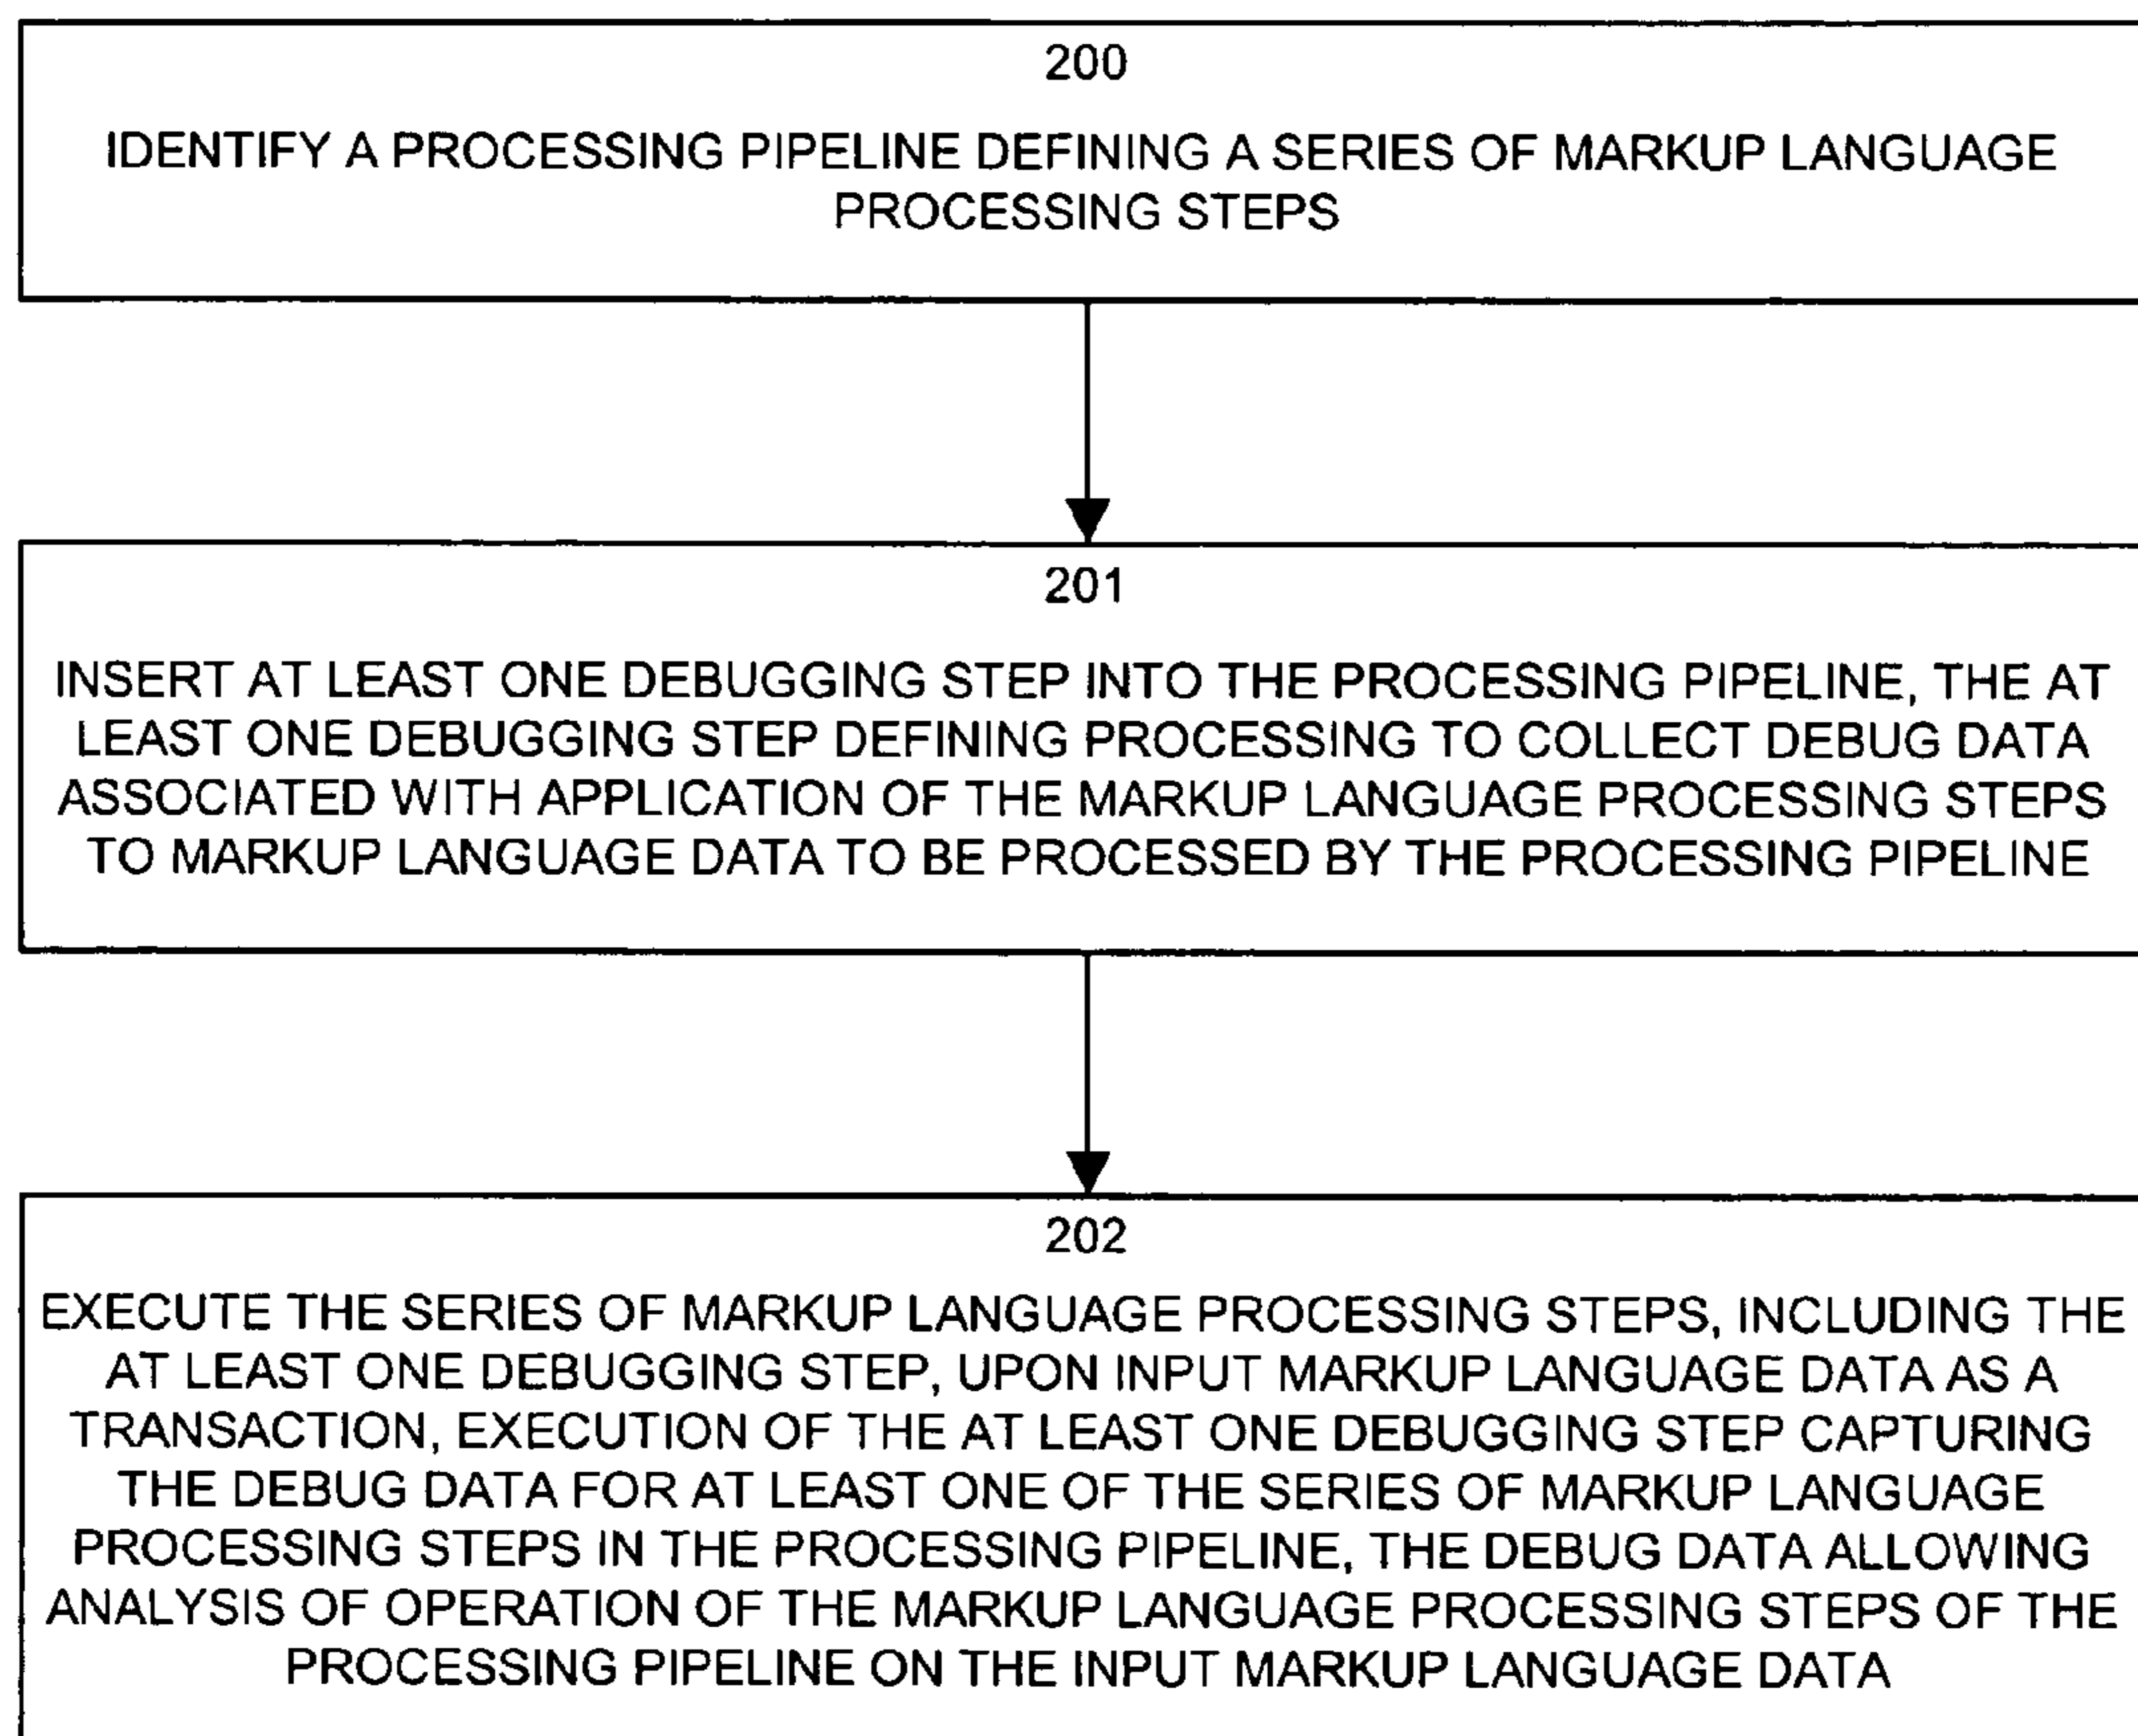 200
IDENTIFY A PROCESSING PIPELINE DEFINING A SERIES OF MARKUP LANGUAGE
PROCESSING STEPS
201
INSERT AT LEAST ONE DEBUGGING STEP INTO THE PROCESSING PIPELINE, THE AT
LEAST ONE DEBUGGING STEP DEFINING PROCESSING TO COLLECT DEBUG DATA
ASSOCIATED WITH APPLICATION OF THE MARKUP LANGUAGE PROCESSING STEPS
TO MARKUP LANGUAGE DATA TO BE PROCESSED BY THE PROCESSING PIPELINE
202
EXECUTE THE SERIES OF MARKUP LANGUAGE PROCESSING STEPS, INCLUDING THE
AT LEAST ONE DEBUGGING STEP, UPON INPUT MARKUP LANGUAGE DATA AS A
TRANSACTION, EXECUTION OF THE AT LEAST ONE DEBUGGING STEP CAPTURING
THE DEBUG DATA FOR AT LEAST ONE OF THE SERIES OF MARKUP LANGUAGE
PROCESSING STEPS IN THE PROCESSING PIPELINE, THE DEBUG DATA ALLOWING
ANALYSIS OF OPERATION OF THE MARKUP LANGUAGE PROCESSING STEPS OF THE
PROCESSING PIPELINE ON THE INPUT MARKUP LANGUAGE DATA